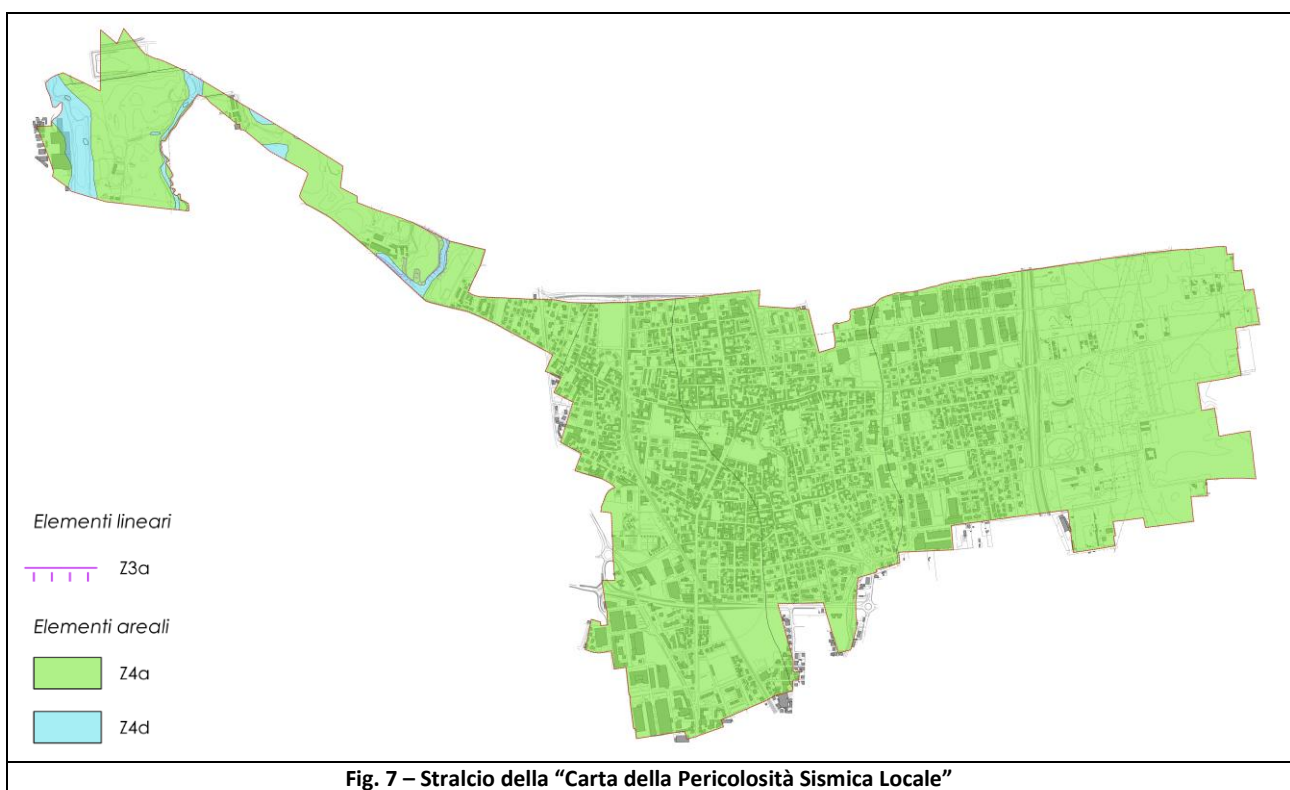 Elementi lineari
Z3a
Elementi areali
Z4a
Z4d
Fig. 7 – Stralcio della “Carta della Pericolosità Sismica Locale”